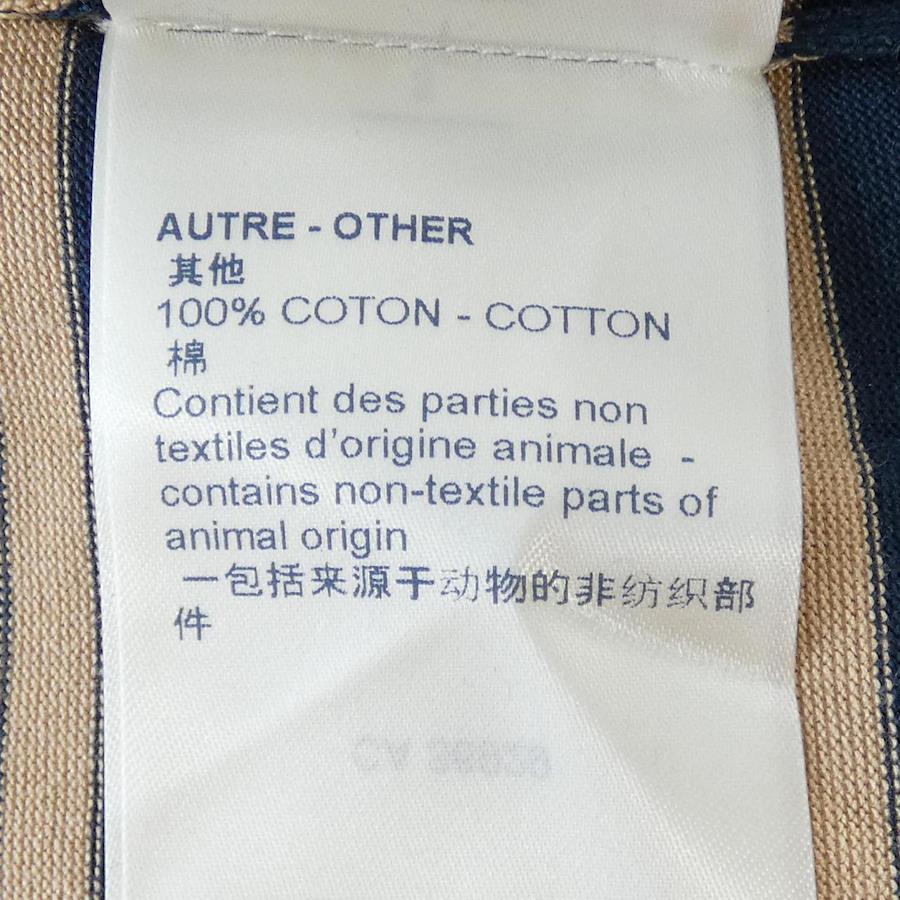 AUTRE - OTHER
其他
100% COTON - COTTON
棉
Contient des parties non
textiles d'origine animale -
contains non-textile parts of
animal origin
一包括来源于动物的非纺织部
件